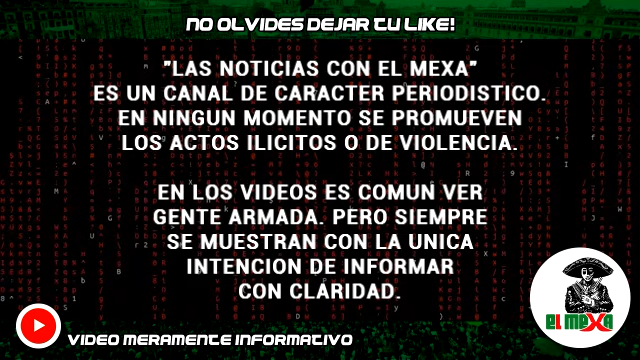 NO OLVIDES DEJAR TU LIKE!
"LAS NOTICIAS CON EL MEXA"
ES UN CANAL DE CARACTER PERIODISTICO.
EN NINGUN MOMENTO SE PROMUEVEN
LOS ACTOS ILICITOS O DE VIOLENCIA.
EN LOS VIDEOS ES COMUN VER
GENTE ARMADA. PERO SIEMPRE
SE MUESTRAN CON LA UNICA
INTENCION DE INFORMAR
CON CLARIDAD.
EL MEXA
VIDEO MERAMENTE INFORMATIVO